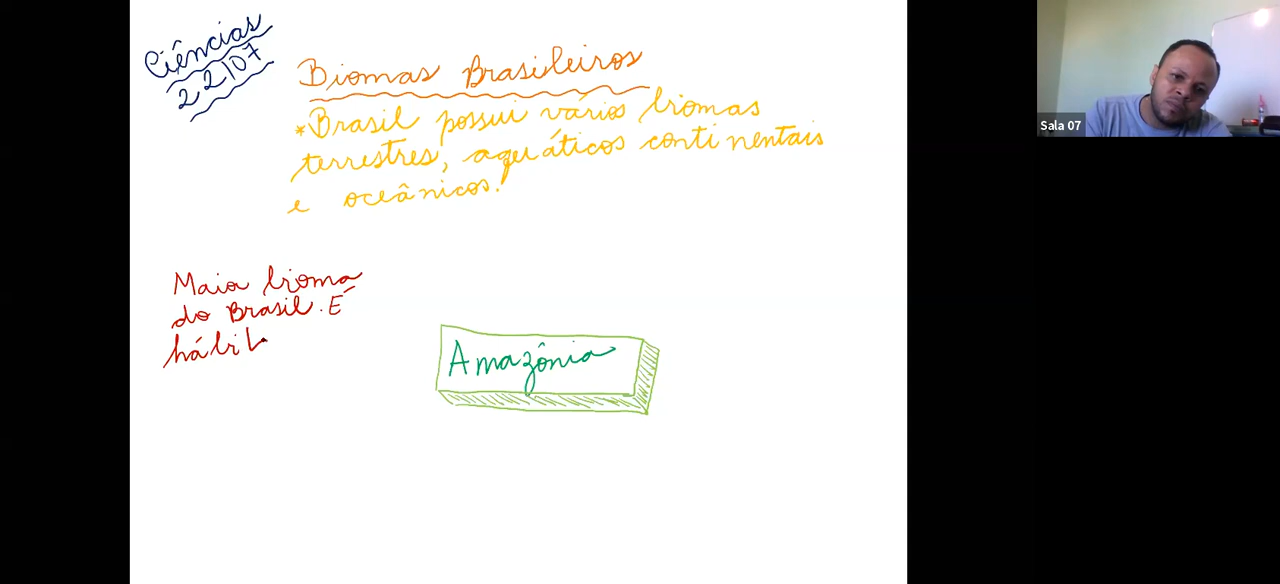 Ciências
22/07
Biomas Brasileiros
*Brasil possui vários biomas
terrestres, aquáticos continentais
e oceânicos.
Sala 07
Maio bioma
do Brasil. É
hábit
Amazônia